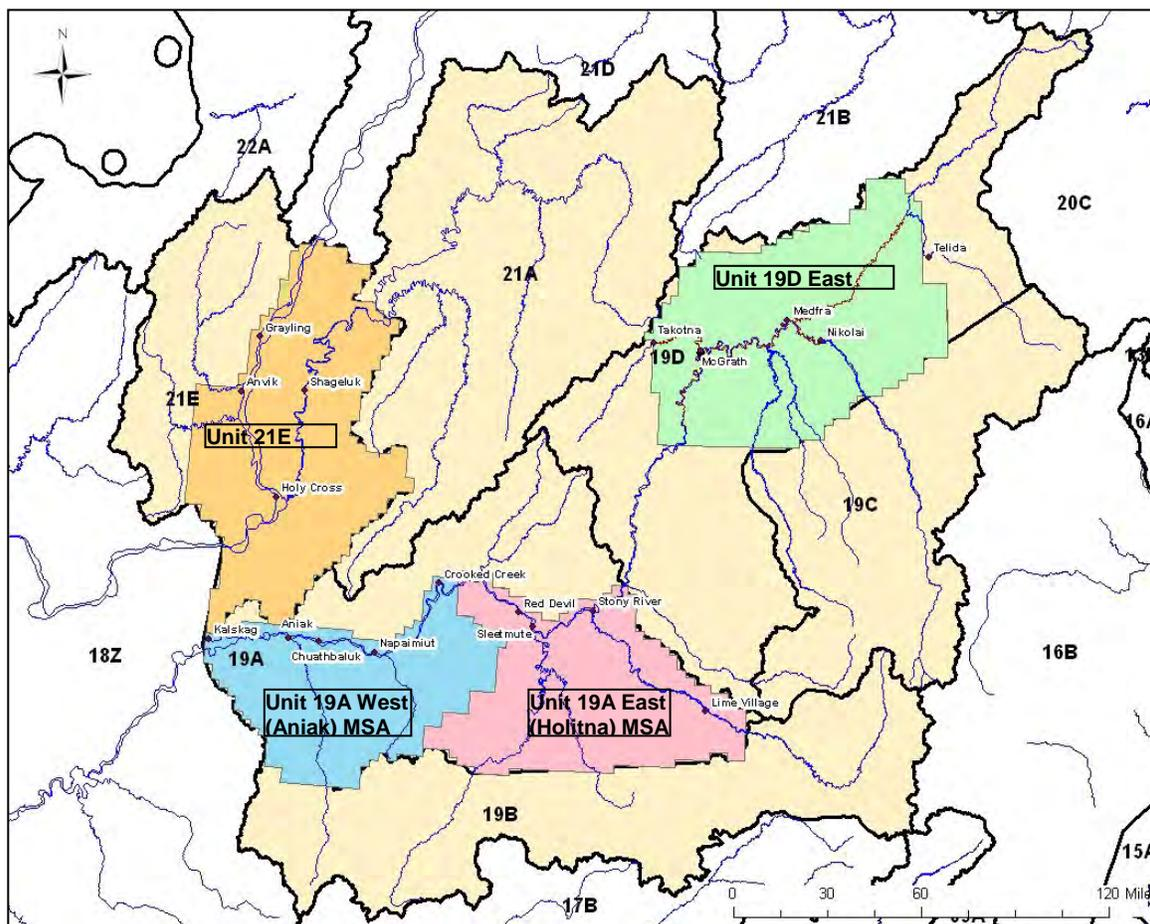 N
21D
22A
21B
20C
Telida
21A
Unit 19D East
Medfra
Grayling
Takotna
Nikolai
19D
McGrath
Anvik
Shageluk
21E
Unit 21E
16A
Holy Cross
19C
Crooked Creek
Red Devil
Stony River
Kalskag
Aniak
Sleetmute
Napaimiut
Chuathbaluk
18Z
19A
16B
Unit 19A West
(Aniak) MSA
Unit 19A East
(Holitna) MSA
Lime Village
19B
15A
17B
0
30
60
120 Mile